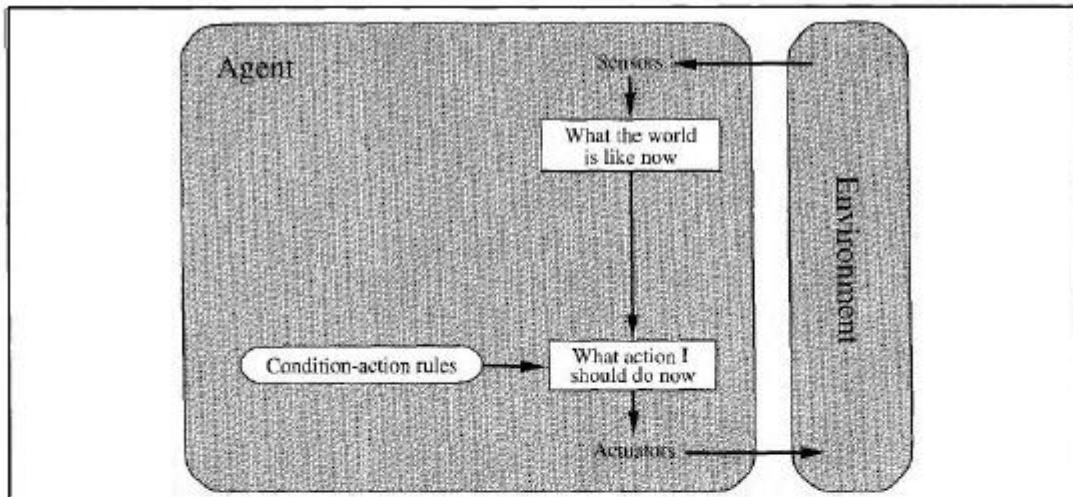 Agent
Sensors
What the world
is like now
Environment
Condition-action rules
What action I
should do now
Actuators